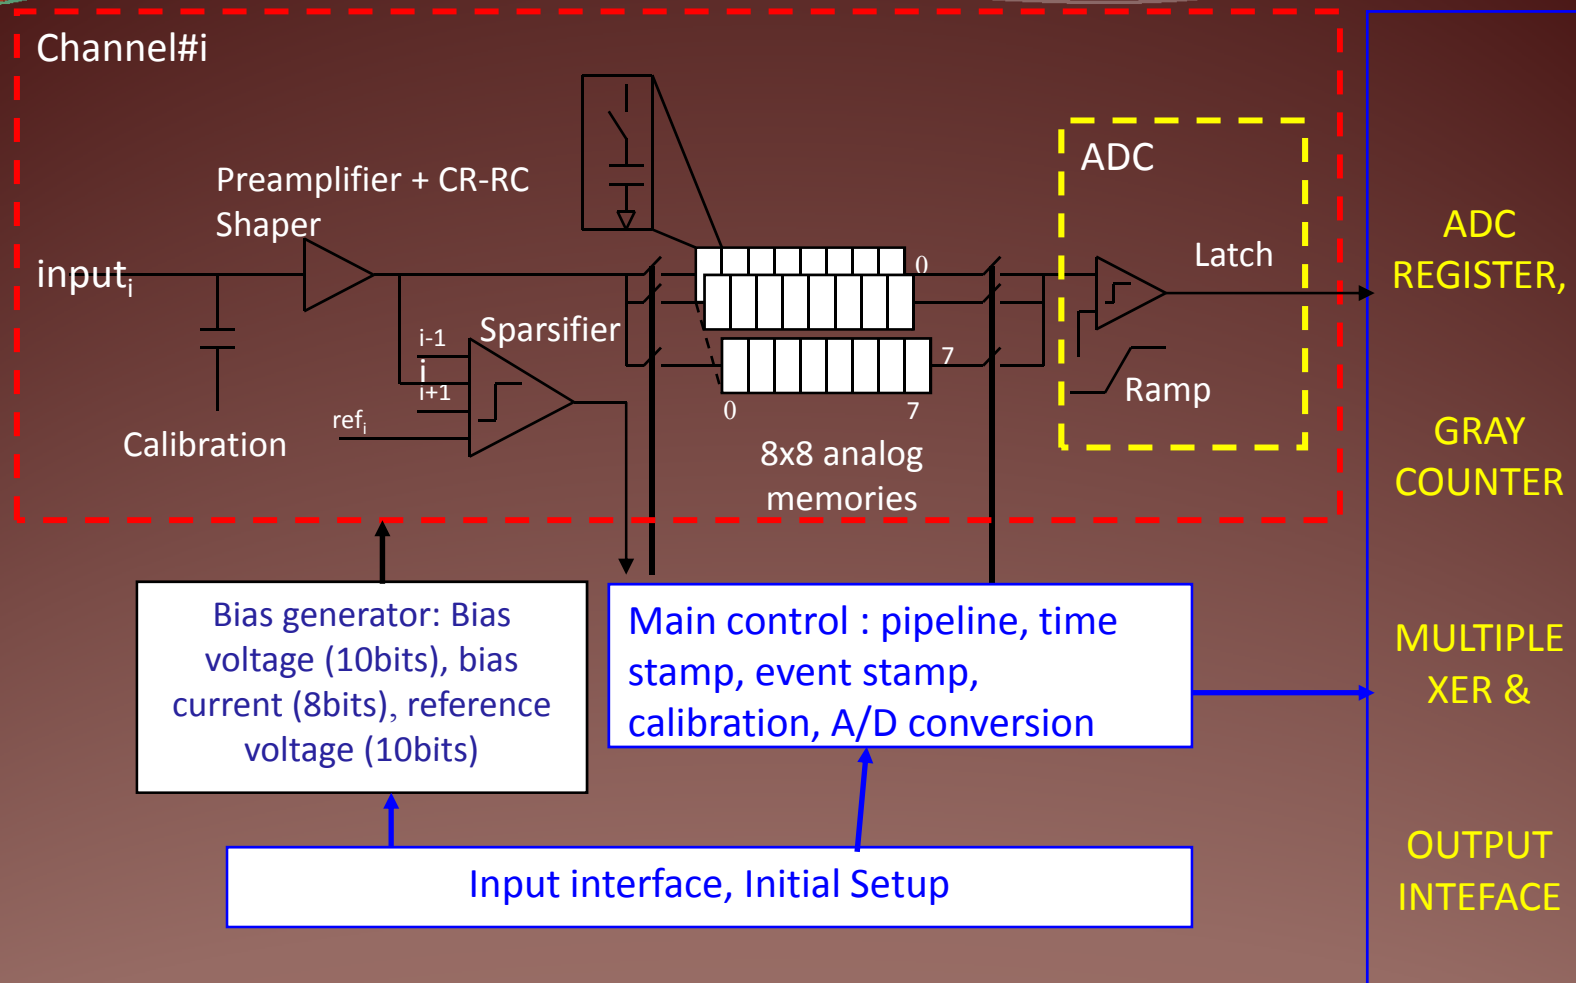 Channel#i
Preamplifier + CR-RC
Shaper
input i
Calibration
Sparsifier
i-1
i
i+1
ref i
0
7
0
7
8x8 analog
memories
ADC
Latch
Ramp
ADC
REGISTER,
GRAY
COUNTER
MULTIPLE
XER &
OUTPUT
INTEFACE
Bias generator: Bias
voltage (10bits), bias
current (8bits), reference
voltage (10bits)
Main control : pipeline, time
stamp, event stamp,
calibration, A/D conversion
Input interface, Initial Setup